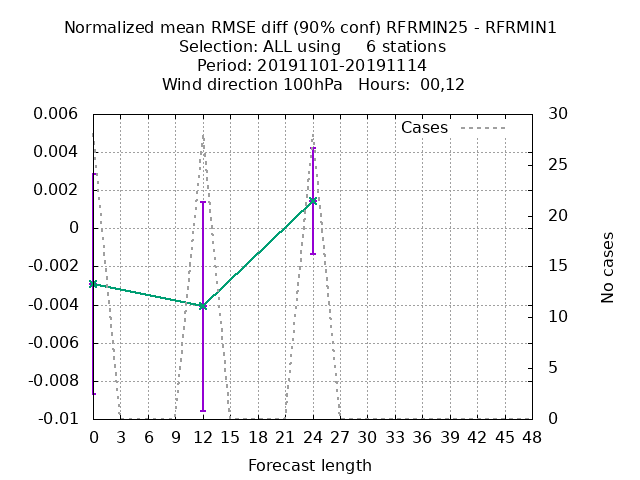 Normalized mean RMSE diff (90% conf) RFRMIN25 - RFRMIN1
Selection: ALL using     6 stations
Period: 20191101-20191114
Wind direction 100hPa   Hours:  00,12
Cases
0.006
0.004
0.002
0
-0.002
-0.004
-0.006
-0.008
-0.01
30
25
20
15
10
5
0
No cases
0 3 6 9 12 15 18 21 24 27 30 33 36 39 42 45 48
Forecast length